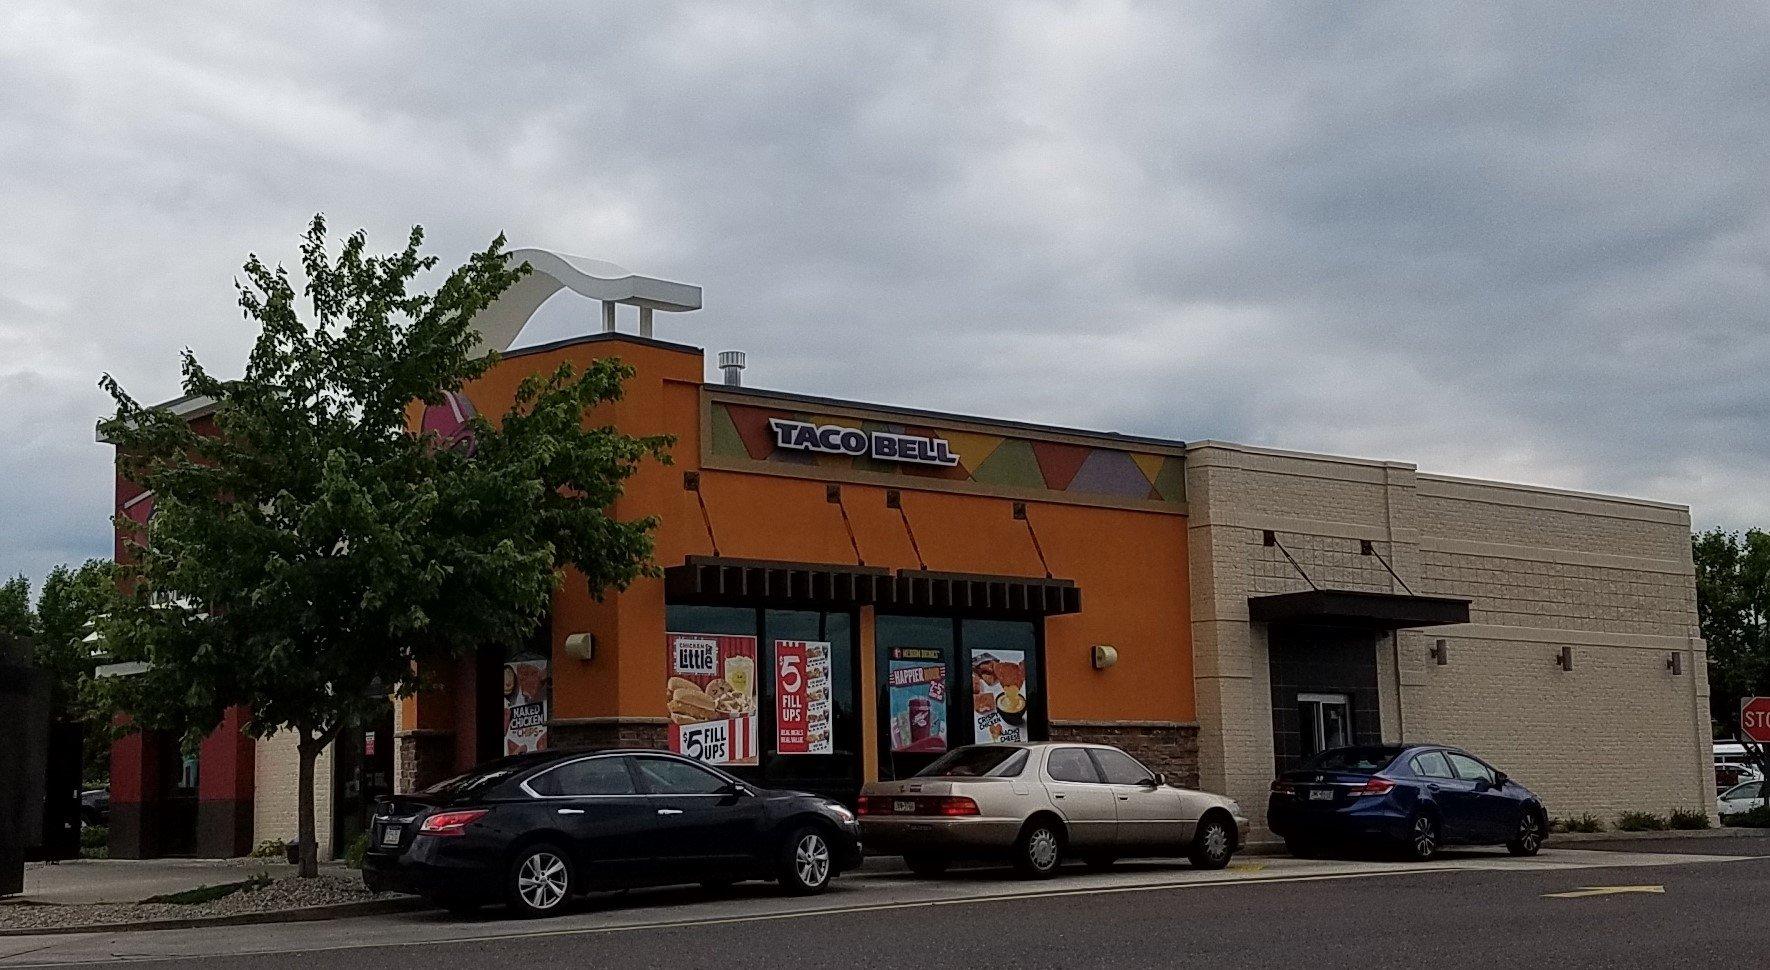 TACO BELL
CHICKEN
Little
$5 FILL
UPS
$5
FILL
UPS
REAL MEALS
REAL VALUE
HAPPIER HOUR
NAKED
CHICKEN
CHIPS
CRISPY
CHICKEN
NACHO
CHEESE
STO